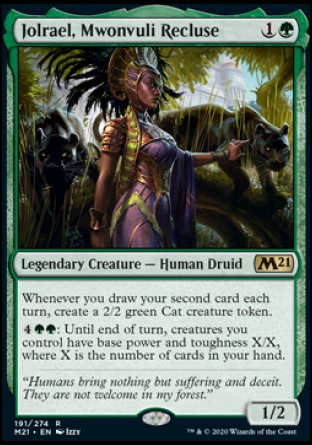 Jolrael, Mwonvuli Recluse 1
Legendary Creature — Human Druid M21
Whenever you draw your second card each
turn, create a 2/2 green Cat creature token.
4: Until end of turn, creatures you
control have base power and toughness X/X,
where X is the number of cards in your hand.
“Humans bring nothing but suffering and deceit.
They are not welcome in my forest.”
191/274 R
M21 • EN Izzy
1/2
™ & © 2020 Wizards of the Coast